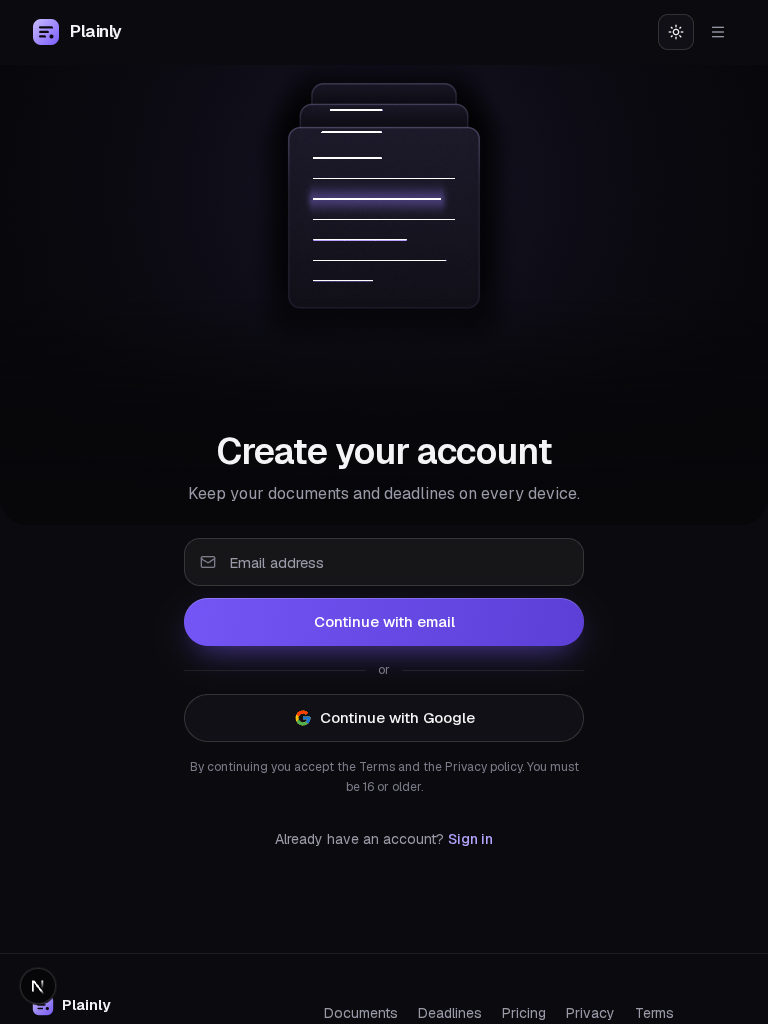 Plainly
Create your account
Keep your documents and deadlines on every device.
Email address
Continue with email
or
Continue with Google
By continuing you accept the Terms and the Privacy policy. You must
be 16 or older.
Already have an account? Sign in
N
Plainly
Documents Deadlines Pricing Privacy Terms